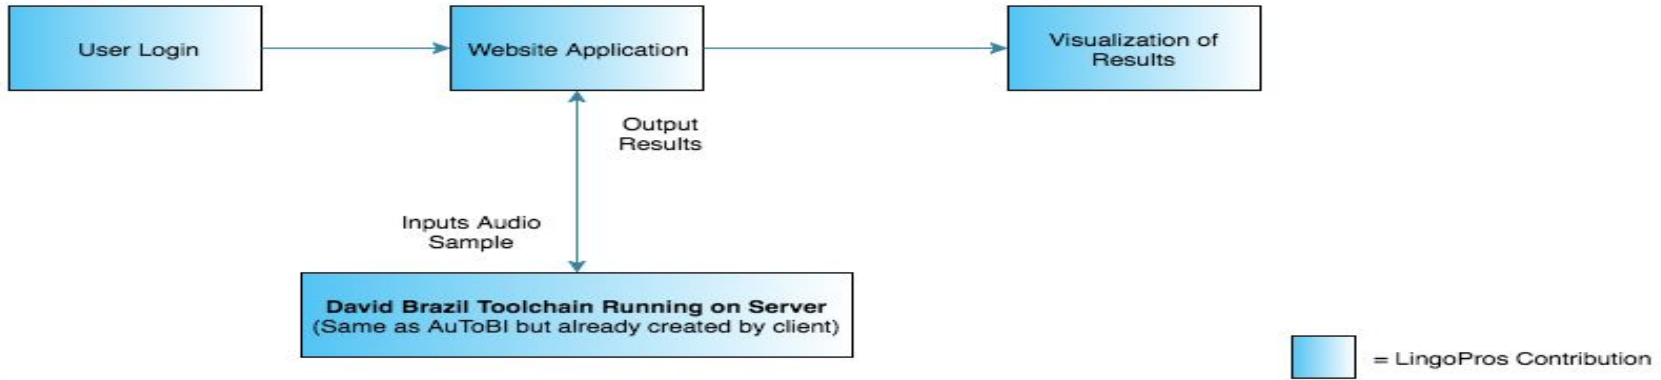 User Login
Website Application
Visualization of
Results
Output
Results
Inputs Audio
Sample
David Brazil Toolchain Running on Server
(Same as AuToBI but already created by client)
= LingoPros Contribution